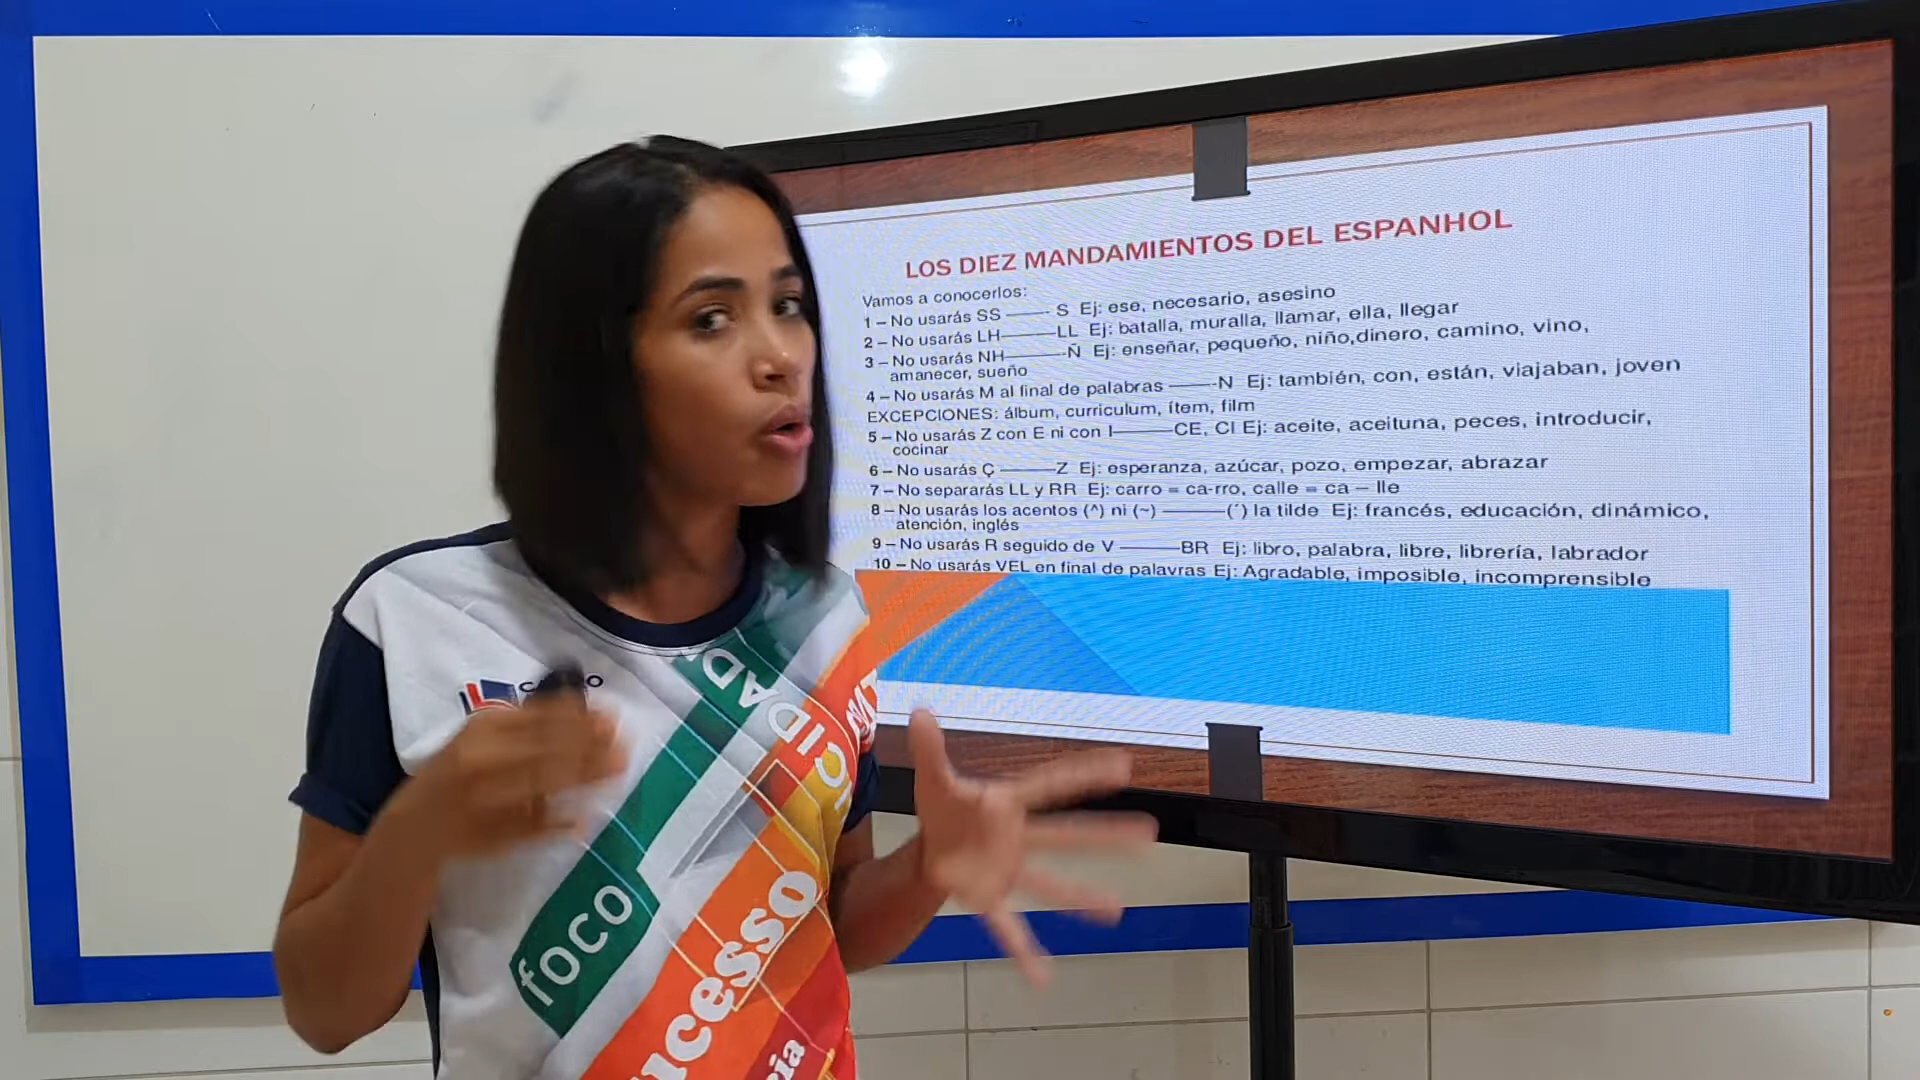 LOS DIEZ MANDAMIENTOS DEL ESPANHOL
Vamos a conocerlos:
1 – No usarás SS ——— S Ej: ese, necesario, asesino
2 – No usarás LH———LL Ej: batalla, muralla, llamar, ella, llegar
3 – No usarás NH———-Ñ Ej: enseñar, pequeño, niño,dinero, camino, vino,
amanecer, sueño
4 – No usarás M al final de palabras ———-N Ej: también, con, están, viajaban, joven
EXCEPCIONES: álbum, curriculum, ítem, film
5 – No usarás Z con E ni con I———CE, CI Ej: aceite, aceituna, peces, introducir,
cocinar
6 – No usarás Ç ———Z Ej: esperanza, azúcar, pozo, empezar, abrazar
7 – No separarás LL y RR Ej: carro = ca-rro, calle = ca – lle
8 – No usarás los acentos (^) ni (~) ———(´) la tilde Ej: francés, educación, dinámico,
atención, inglés
9 – No usarás R seguido de V ———BR Ej: libro, palabra, libre, librería, labrador
10 – No usarás VEL en final de palavras Ej: Agradable, imposible, incomprensible
foco